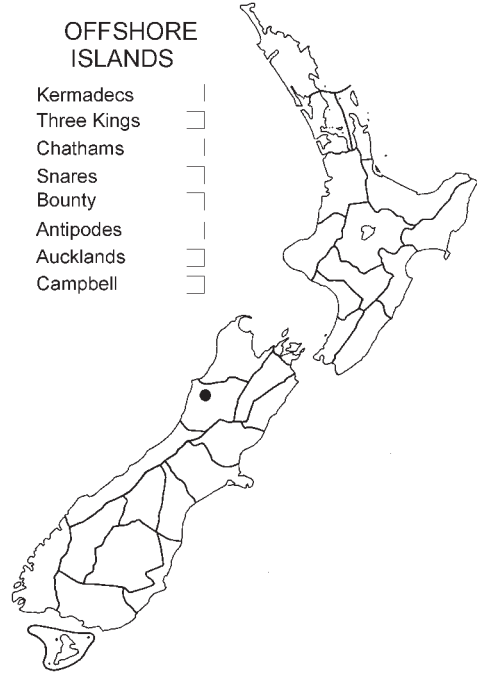 OFFSHORE
ISLANDS
Kermadecs
Three Kings
Chathams
Snares
Bounty
Antipodes
Aucklands
Campbell